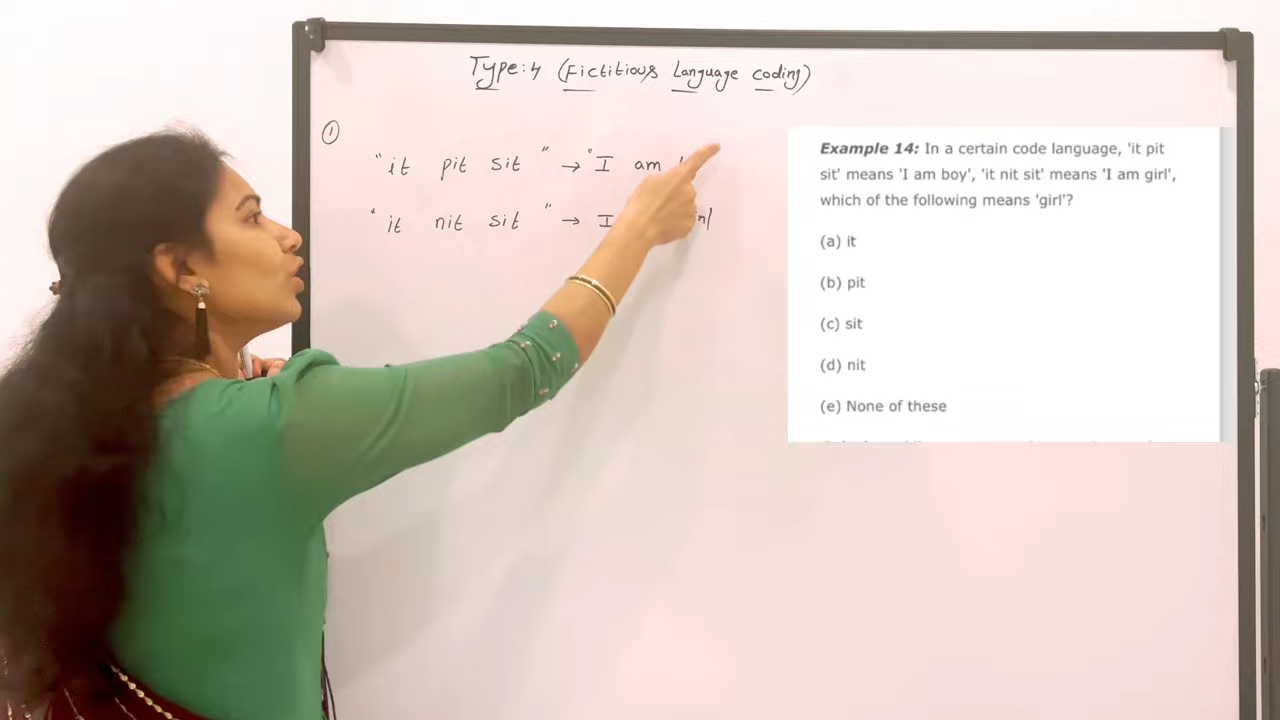 Type:4 (Fictitious Language coding)
①
"it pit sit" → "I am
"it nit sit" → I
Example 14: In a certain code language, 'it pit
sit' means 'I am boy', 'it nit sit' means 'I am girl',
which of the following means 'girl'?
(a) it
(b) pit
(c) sit
(d) nit
(e) None of these